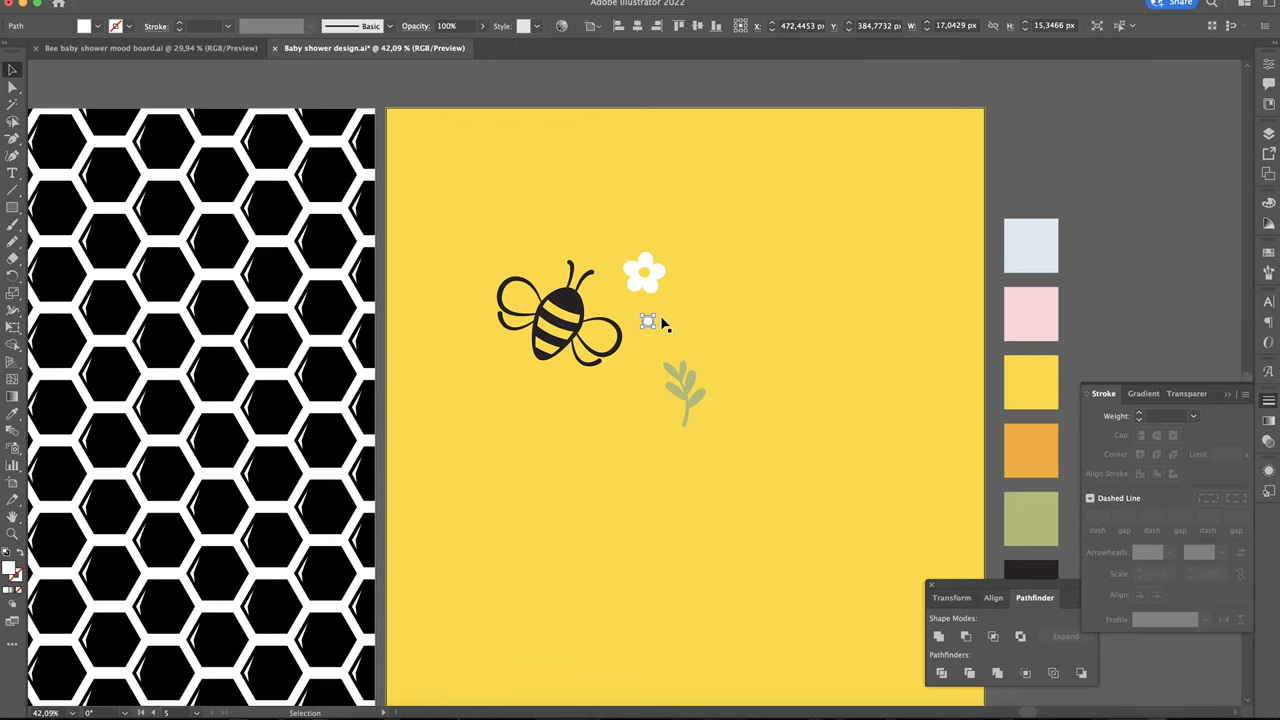 Adobe Illustrator 2022
Share
Path Stroke: Basic Opacity: 100% Style: X: 472,4453 px Y: 384,7732 px W: 17,0429 px H: 15,3466 px
× Bee baby shower mood board.ai @ 29,94 % (RGB/Preview) × Baby shower design.ai* @ 42,09 % (RGB/Preview)
Stroke Gradient Transparer
Weight:
Cap:
Corner: Limit:
Align Stroke:
Dashed Line
dash gap dash gap dash gap
Arrowheads:
Scale: 100% 100%
Align:
Profile:
Transform Align Pathfinder
Shape Modes:
Expand
Pathfinders:
42,09% 0° 5 Selection